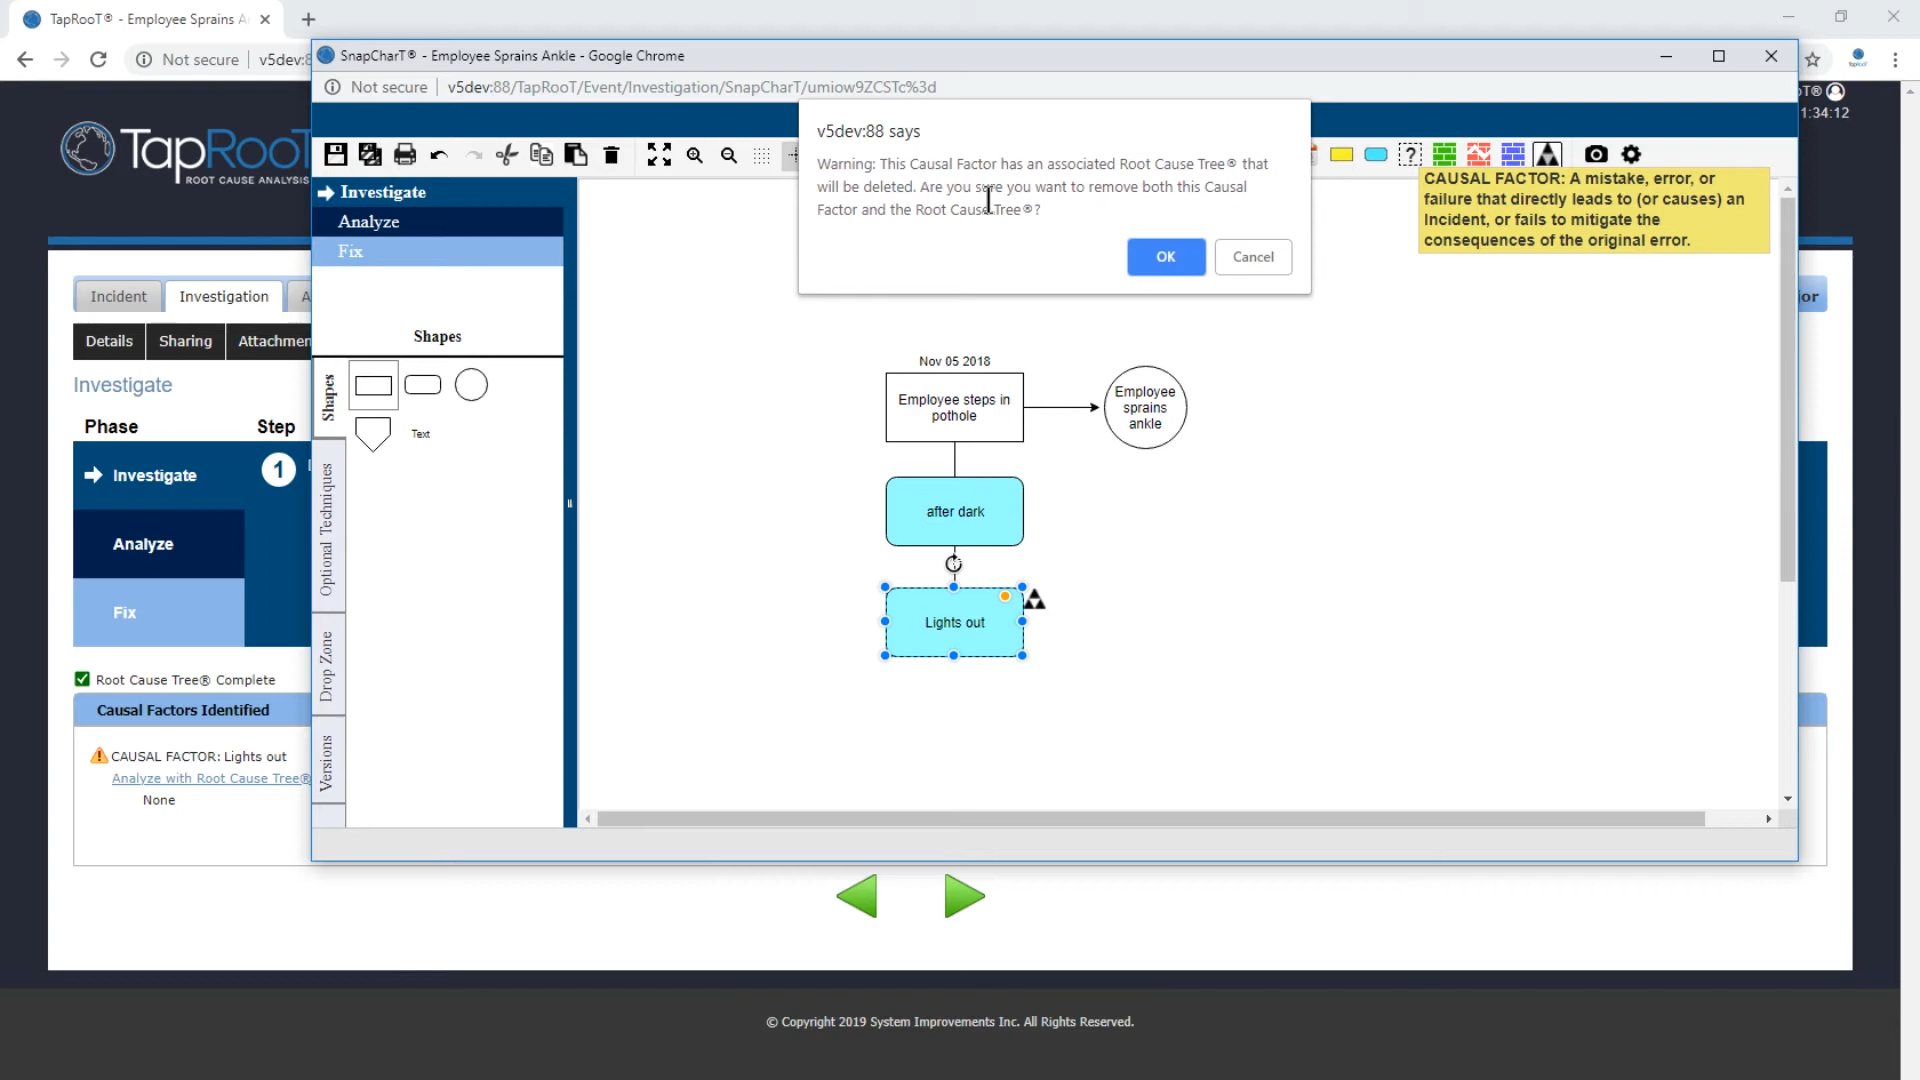 TapRooT® - Employee Sprains A
SnapCharT® - Employee Sprains Ankle - Google Chrome
Not secure
v5dev:8
Not secure
v5dev:88/TapRooT/Event/Investigation/SnapCharT/umiow9ZCSTc%3d
TapRooT
ROOT CAUSE ANALYSIS
T®
1:34:12
v5dev:88 says
Warning: This Causal Factor has an associated Root Cause Tree® that
will be deleted. Are you sure you want to remove both this Causal
Factor and the Root Cause Tree®?
OK
Cancel
CAUSAL FACTOR: A mistake, error, or
failure that directly leads to (or causes) an
Incident, or fails to mitigate the
consequences of the original error.
Investigate
Analyze
Fix
Shapes
Shapes
Text
Optional Techniques
Drop Zone
Versions
Incident
Investigation
A
or
Details
Sharing
Attachmen
Investigate
Phase
Step
Investigate
1
Analyze
Fix
Root Cause Tree® Complete
Causal Factors Identified
CAUSAL FACTOR: Lights out
Analyze with Root Cause Tree®
None
Nov 05 2018
Employee steps in
pothole
Employee
sprains
ankle
after dark
Lights out
© Copyright 2019 System Improvements Inc. All Rights Reserved.